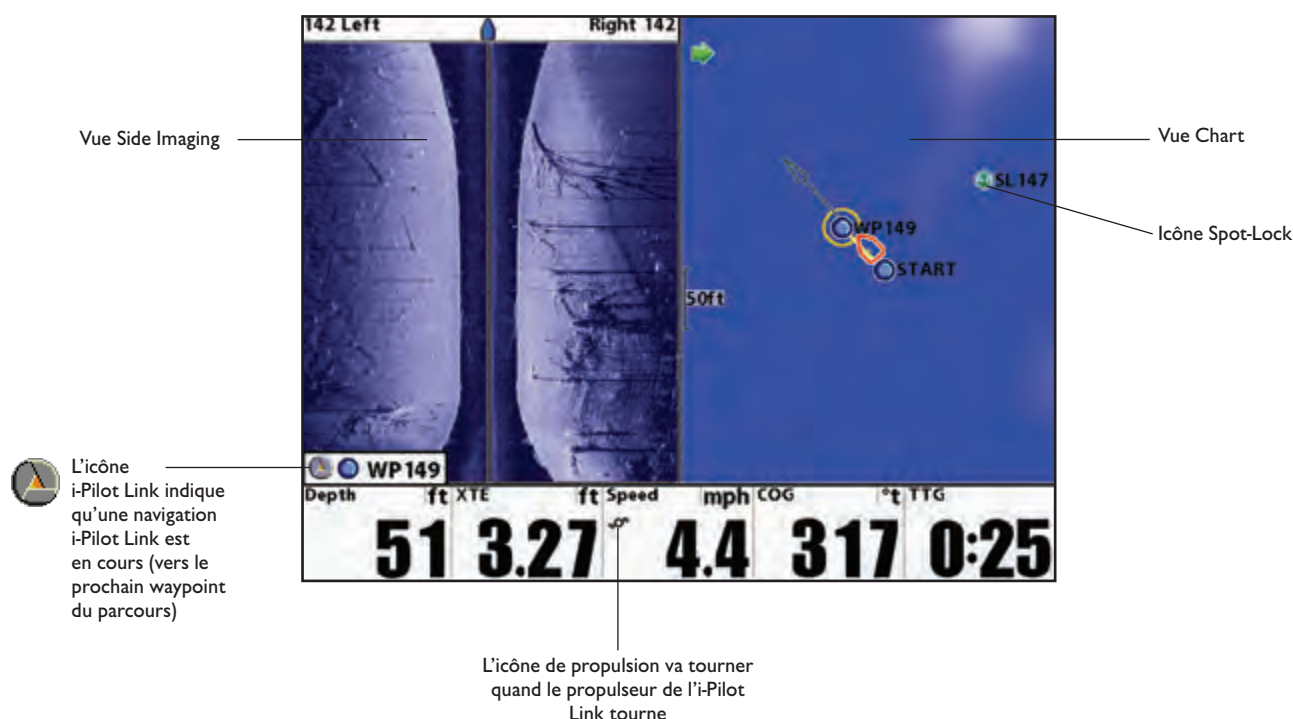 142 Left
Right 142
Vue Side Imaging
Vue Chart
SL147
Icône Spot-Lock
WP149
START
50ft
WP149
L’icône
i-Pilot Link indique
qu’une navigation
i-Pilot Link est
en cours (vers le
prochain waypoint
du parcours)
Depth ft
51
XTE ft
3.27
Speed mph
4.4
COG °t
317
TTG
0:25
L’icône de propulsion va tourner
quand le propulseur de l’i-Pilot
Link tourne